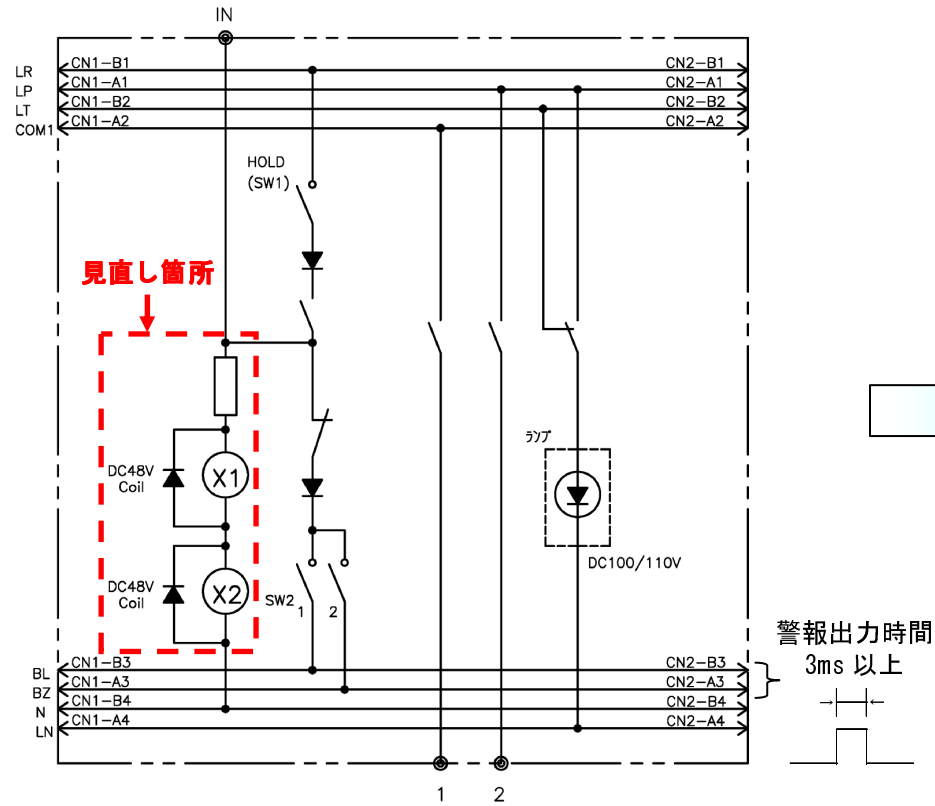 IN
LR
CN1-B1
CN2-B1
LP
CN1-A1
CN2-A1
LT
CN1-B2
CN2-B2
COM1
CN1-A2
CN2-A2
HOLD
(SW1)
見直し箇所
ランプ
DC48V
Coil
X1
DC100/110V
DC48V
Coil
X2
SW2
1
2
警報出力時間
3ms 以上
BL
CN1-B3
CN2-B3
BZ
CN1-A3
CN2-A3
N
CN1-B4
CN2-B4
LN
CN1-A4
CN2-A4
1
2